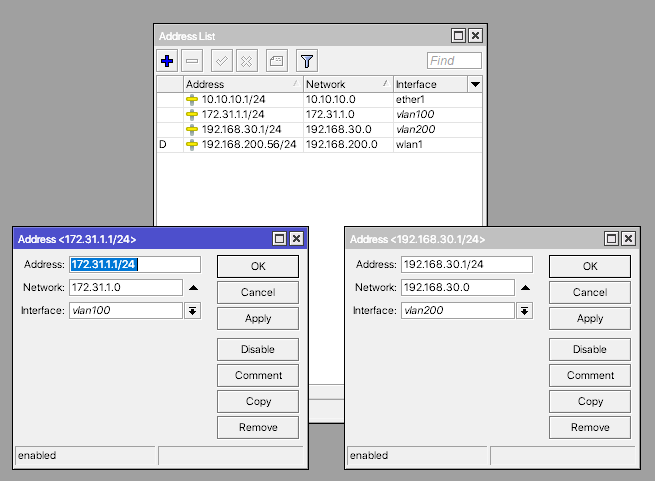 Address List
Find
Address Network Interface
10.10.10.1/24 10.10.10.0 ether1
172.31.1.1/24 172.31.1.0 vlan100
192.168.30.1/24 192.168.30.0 vlan200
D 192.168.200.56/24 192.168.200.0 wlan1
Address <172.31.1.1/24>
Address: 172.31.1.1/24
Network: 172.31.1.0
Interface: vlan100
OK
Cancel
Apply
Disable
Comment
Copy
Remove
enabled
Address <192.168.30.1/24>
Address: 192.168.30.1/24
Network: 192.168.30.0
Interface: vlan200
OK
Cancel
Apply
Disable
Comment
Copy
Remove
enabled